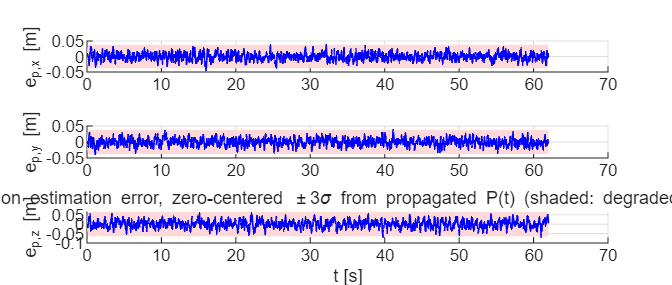 0.05
0
-0.05
e_p,x [m]
0 10 20 30 40 50 60 70
0.05
0
-0.05
e_p,y [m]
0 10 20 30 40 50 60 70
on estimation error, zero-centered ±3σ from propagated P(t) (shaded: degraded
0.05
-0.05
-0.1
e_p,z [m]
0 10 20 30 40 50 60 70
t [s]